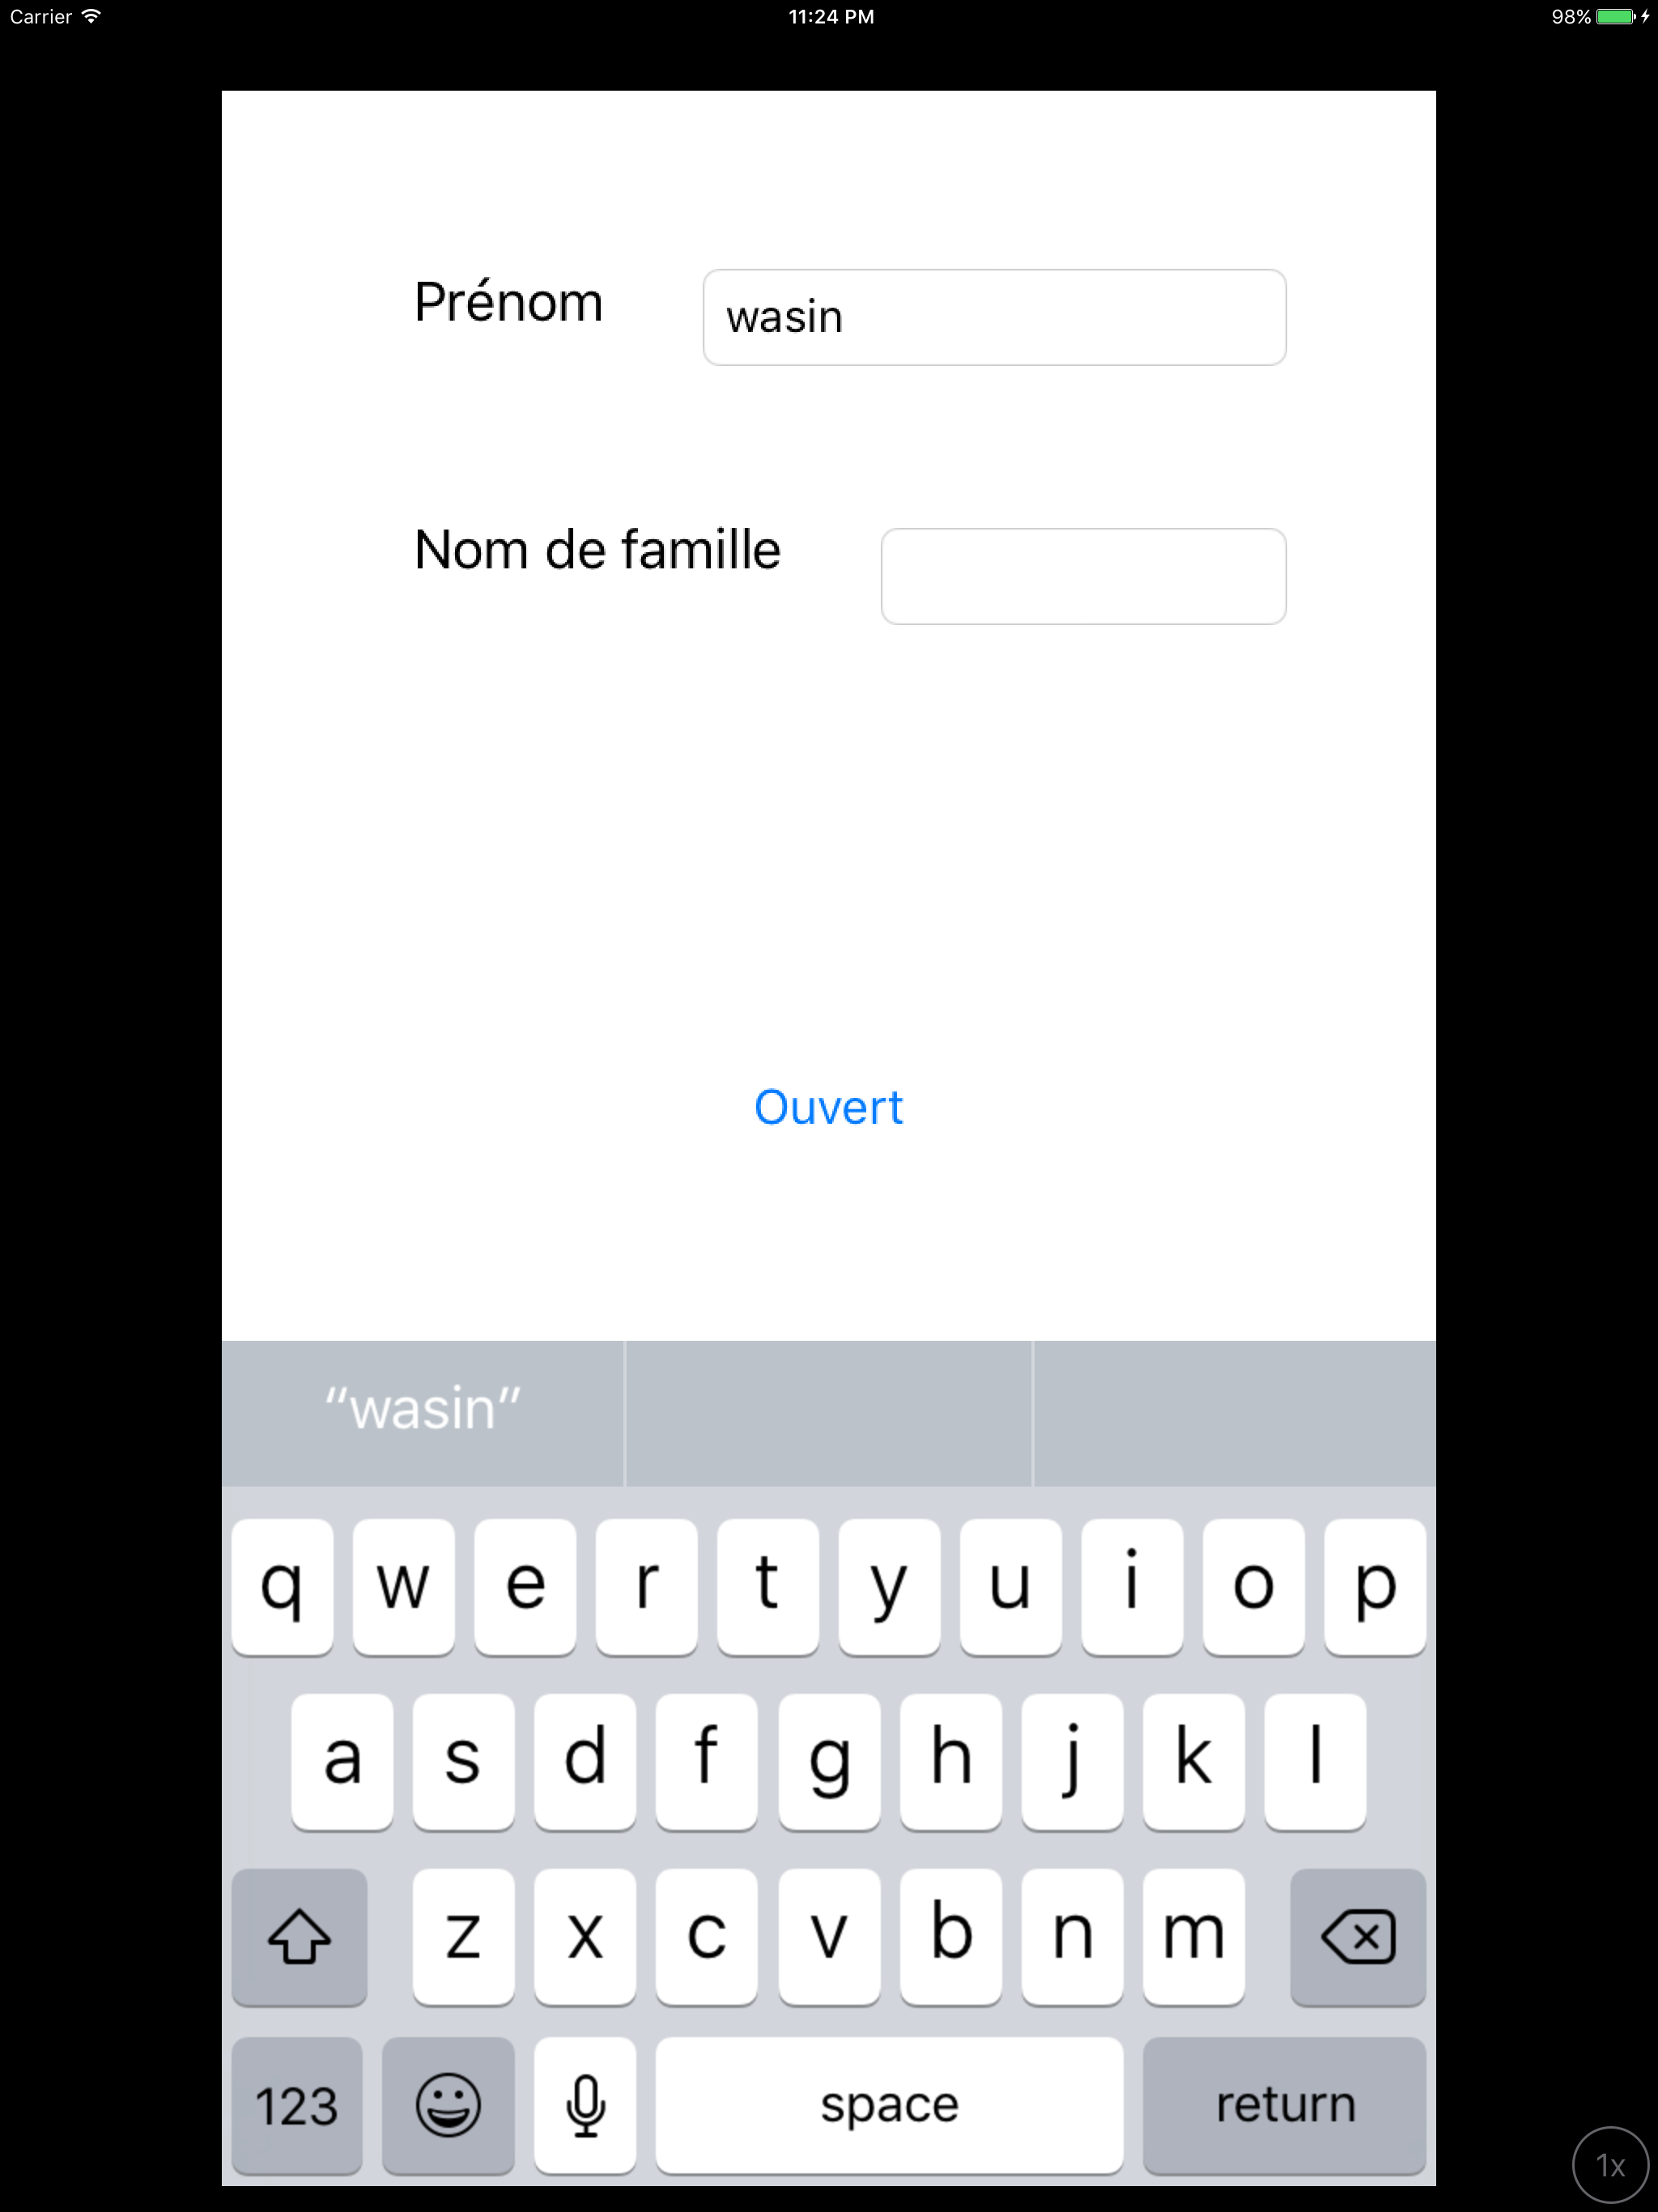 Carrier 11:24 PM 98%
Prénom wasin
Nom de famille
Ouvert
“wasin”
q w e r t y u i o p
a s d f g h j k l
z x c v b n m
123 space return
1x